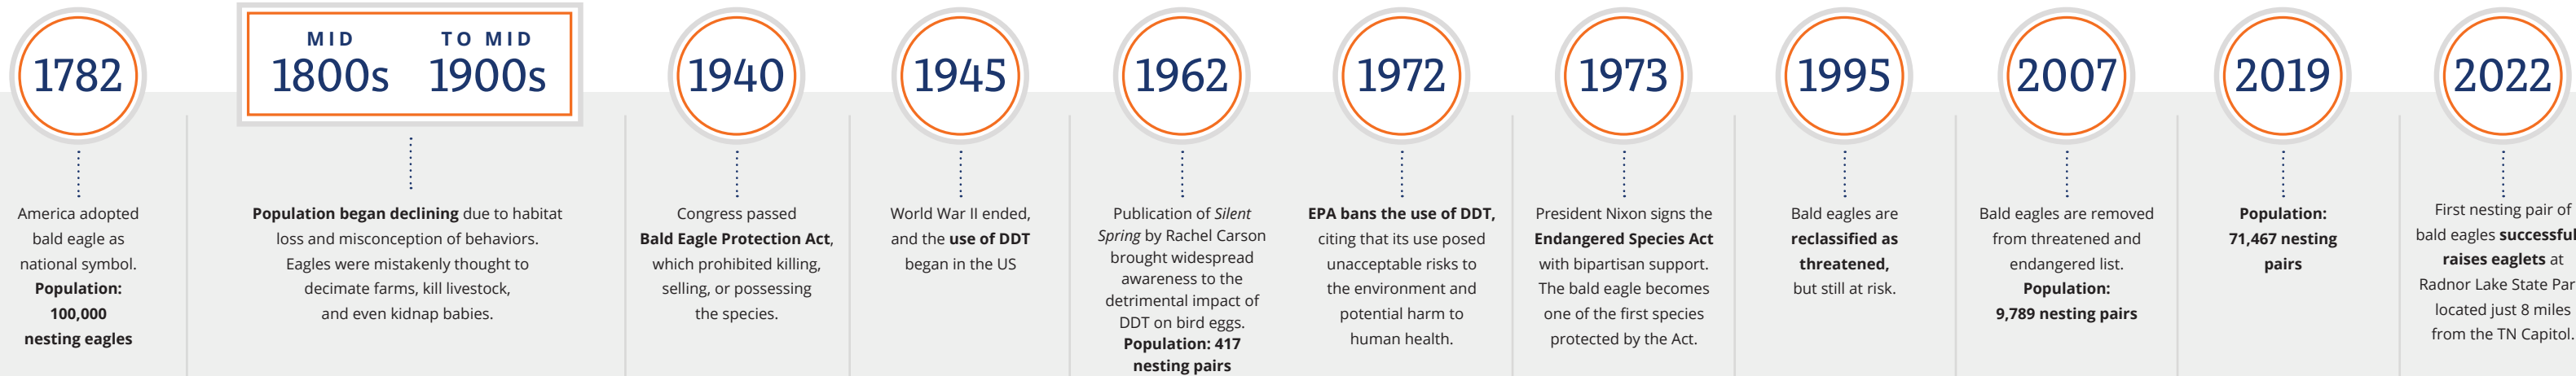 1782
America adopted
bald eagle as
national symbol.
Population:
100,000
nesting eagles
MID TO MID
1800s 1900s
Population began declining due to habitat
loss and misconception of behaviors.
Eagles were mistakenly thought to
decimate farms, kill livestock,
and even kidnap babies.
1940
Congress passed
Bald Eagle Protection Act,
which prohibited killing,
selling, or possessing
the species.
1945
World War II ended,
and the use of DDT
began in the US
1962
Publication of Silent
Spring by Rachel Carson
brought widespread
awareness to the
detrimental impact of
DDT on bird eggs.
Population: 417
nesting pairs
1972
EPA bans the use of DDT,
citing that its use posed
unacceptable risks to
the environment and
potential harm to
human health.
1973
President Nixon signs the
Endangered Species Act
with bipartisan support.
The bald eagle becomes
one of the first species
protected by the Act.
1995
Bald eagles are
reclassified as
threatened,
but still at risk.
2007
Bald eagles are removed
from threatened and
endangered list.
Population:
9,789 nesting pairs
2019
Population:
71,467 nesting
pairs
2022
First nesting pair of
bald eagles successful
raises eaglets at
Radnor Lake State Par
located just 8 miles
from the TN Capitol.